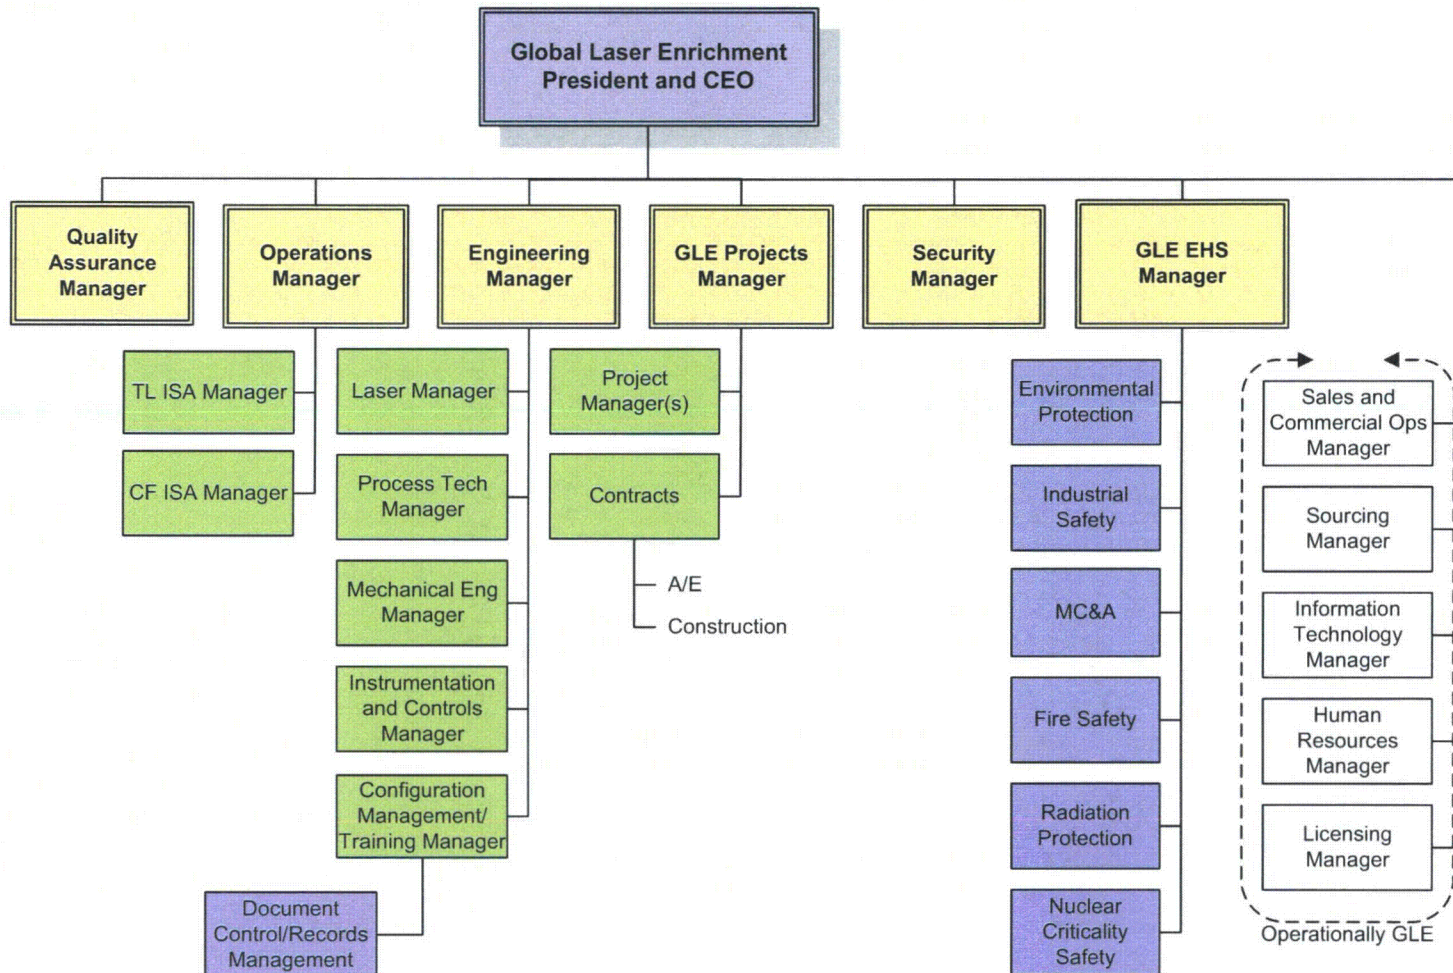 Global Laser Enrichment
President and CEO
Quality
Assurance
Manager
Operations
Manager
Engineering
Manager
GLE Projects
Manager
Security
Manager
GLE EHS
Manager
TL ISA Manager
CF ISA Manager
Laser Manager
Process Tech
Manager
Mechanical Eng
Manager
Instrumentation
and Controls
Manager
Configuration
Management/
Training Manager
Document
Control/Records
Management
Project
Manager(s)
Contracts
A/E
Construction
Environmental
Protection
Industrial
Safety
MC&A
Fire Safety
Radiation
Protection
Nuclear
Criticality
Safety
Sales and
Commercial Ops
Manager
Sourcing
Manager
Information
Technology
Manager
Human
Resources
Manager
Licensing
Manager
Operationally GLE